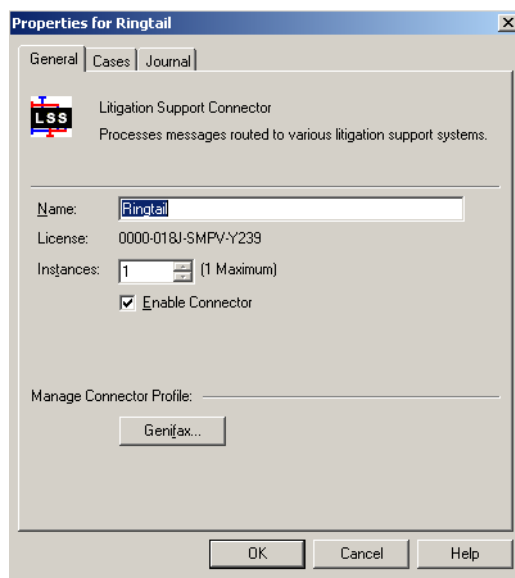 Properties for Ringtail
General Cases Journal
LSS
Litigation Support Connector
Processes messages routed to various litigation support systems.
Name: Ringtail
License: 0000-018J-SMPV-Y239
Instances: 1 (1 Maximum)
Enable Connector
Manage Connector Profile:
Genifax...
OK Cancel Help